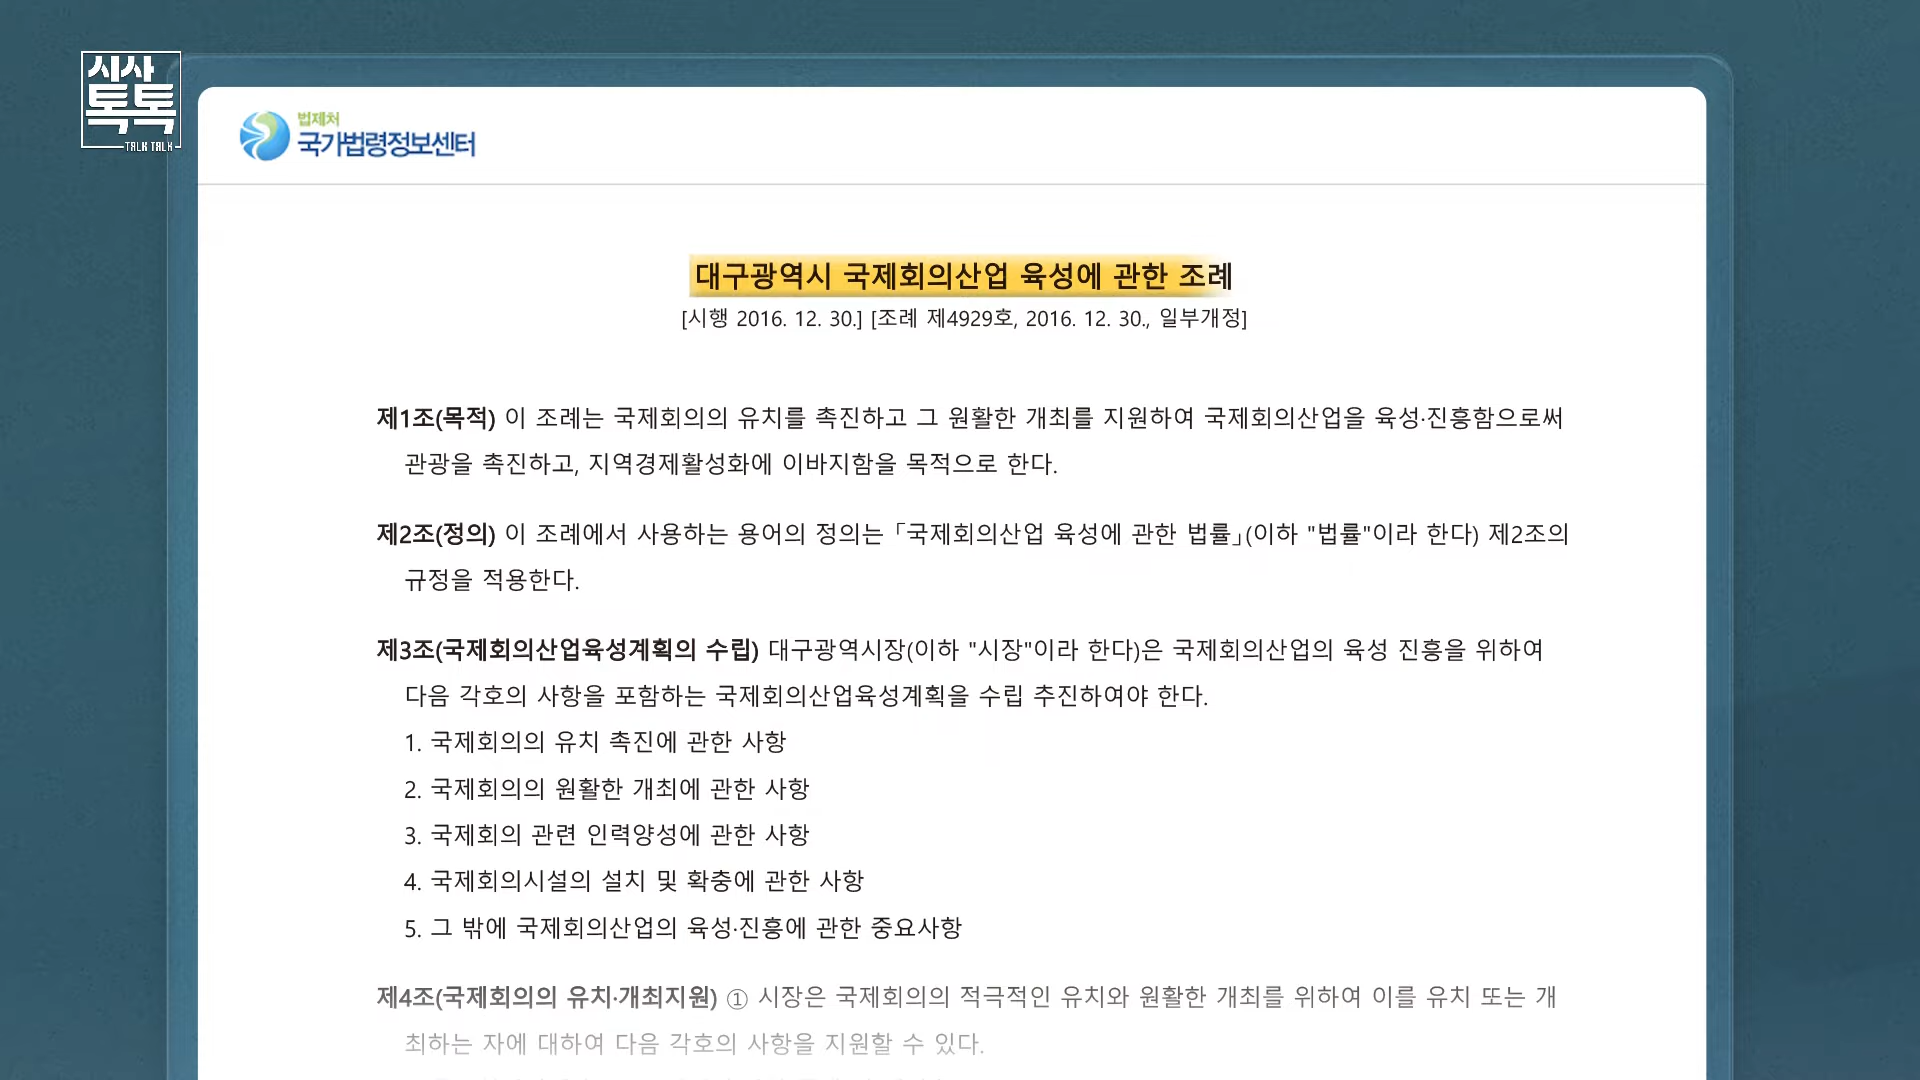 시사
톡톡
TALK TALK
법제처
국가법령정보센터
대구광역시 국제회의산업 육성에 관한 조례
[시행 2016. 12. 30.] [조례 제4929호, 2016. 12. 30., 일부개정]
제1조(목적) 이 조례는 국제회의의 유치를 촉진하고 그 원활한 개최를 지원하여 국제회의산업을 육성·진흥함으로써
관광을 촉진하고, 지역경제활성화에 이바지함을 목적으로 한다.
제2조(정의) 이 조례에서 사용하는 용어의 정의는 「국제회의산업 육성에 관한 법률」(이하 "법률"이라 한다) 제2조의
규정을 적용한다.
제3조(국제회의산업육성계획의 수립) 대구광역시장(이하 "시장"이라 한다)은 국제회의산업의 육성 진흥을 위하여
다음 각호의 사항을 포함하는 국제회의산업육성계획을 수립 추진하여야 한다.
1. 국제회의의 유치 촉진에 관한 사항
2. 국제회의의 원활한 개최에 관한 사항
3. 국제회의 관련 인력양성에 관한 사항
4. 국제회의시설의 설치 및 확충에 관한 사항
5. 그 밖에 국제회의산업의 육성·진흥에 관한 중요사항
제4조(국제회의의 유치·개최지원) ① 시장은 국제회의의 적극적인 유치와 원활한 개최를 위하여 이를 유치 또는 개
최하는 자에 대하여 다음 각호의 사항을 지원할 수 있다.